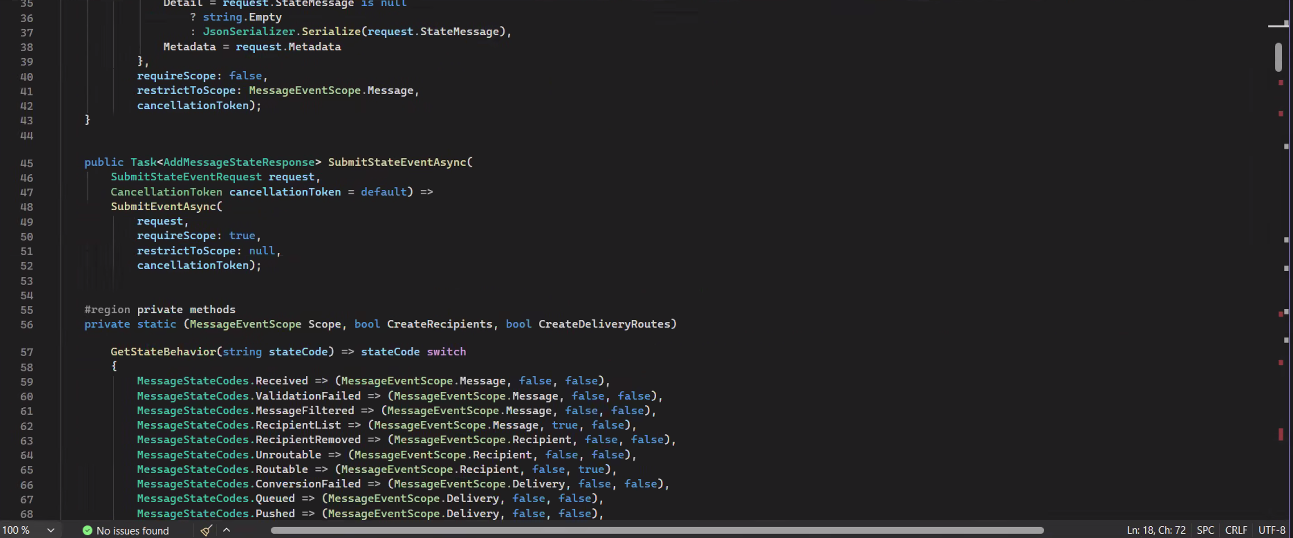 35 Detail = request.StateMessage is null
36 ? string.Empty
37 : JsonSerializer.Serialize(request.StateMessage),
38 Metadata = request.Metadata
39 },
40 requireScope: false,
41 restrictToScope: MessageEventScope.Message,
42 cancellationToken);
43 }
44
45 public Task<AddMessageStateResponse> SubmitStateEventAsync(
46 SubmitStateEventRequest request,
47 CancellationToken cancellationToken = default) =>
48 SubmitEventAsync(
49 request,
50 requireScope: true,
51 restrictToScope: null,
52 cancellationToken);
53
54
55 #region private methods
56 private static (MessageEventScope Scope, bool CreateRecipients, bool CreateDeliveryRoutes)
57 GetStateBehavior(string stateCode) => stateCode switch
58 {
59 MessageStateCodes.Received => (MessageEventScope.Message, false, false),
60 MessageStateCodes.ValidationFailed => (MessageEventScope.Message, false, false),
61 MessageStateCodes.MessageFiltered => (MessageEventScope.Message, false, false),
62 MessageStateCodes.RecipientList => (MessageEventScope.Message, true, false),
63 MessageStateCodes.RecipientRemoved => (MessageEventScope.Recipient, false, false),
64 MessageStateCodes.Unroutable => (MessageEventScope.Recipient, false, false),
65 MessageStateCodes.Routable => (MessageEventScope.Recipient, false, true),
66 MessageStateCodes.ConversionFailed => (MessageEventScope.Delivery, false, false),
67 MessageStateCodes.Queued => (MessageEventScope.Delivery, false, false),
68 MessageStateCodes.Pushed => (MessageEventScope.Delivery, false, false),
100 % No issues found Ln: 18, Ch: 72 SPC CRLF UTF-8